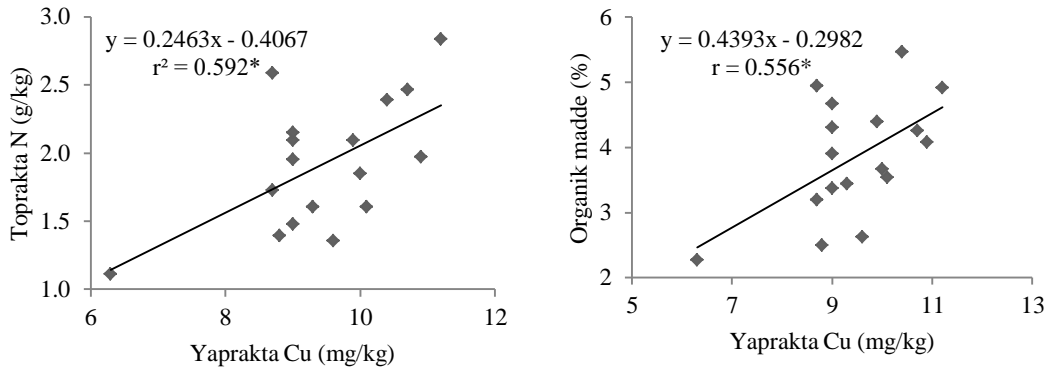 y = 0.2463x - 0.4067
r² = 0.592*
Toprakta N (g/kg)
3.0
2.5
2.0
1.5
1.0
6
8
10
12
Yaprakta Cu (mg/kg)
y = 0.4393x - 0.2982
r = 0.556*
Organik madde (%)
6
5
4
3
2
5
7
9
11
13
Yaprakta Cu (mg/kg)